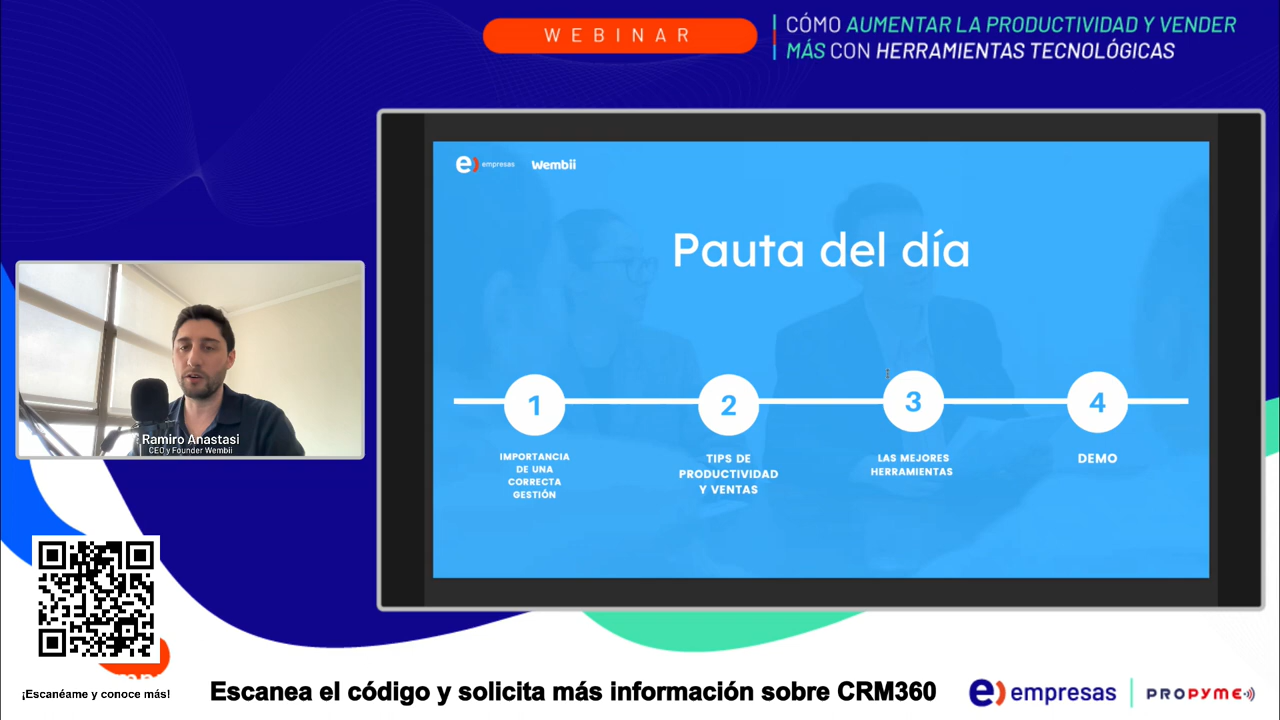 WEBINAR
CÓMO AUMENTAR LA PRODUCTIVIDAD Y VENDER
MÁS CON HERRAMIENTAS TECNOLÓGICAS
e) empresas
Wembii
Pauta del día
1
2
3
4
IMPORTANCIA
DE UNA
CORRECTA
GESTIÓN
TIPS DE
PRODUCTIVIDAD
Y VENTAS
LAS MEJORES
HERRAMIENTAS
DEMO
Ramiro Anastasi
CEO y Founder Wembii
¡Escanéame y conoce más!
Escanea el código y solicita más información sobre CRM360
e) empresas
PROPYME